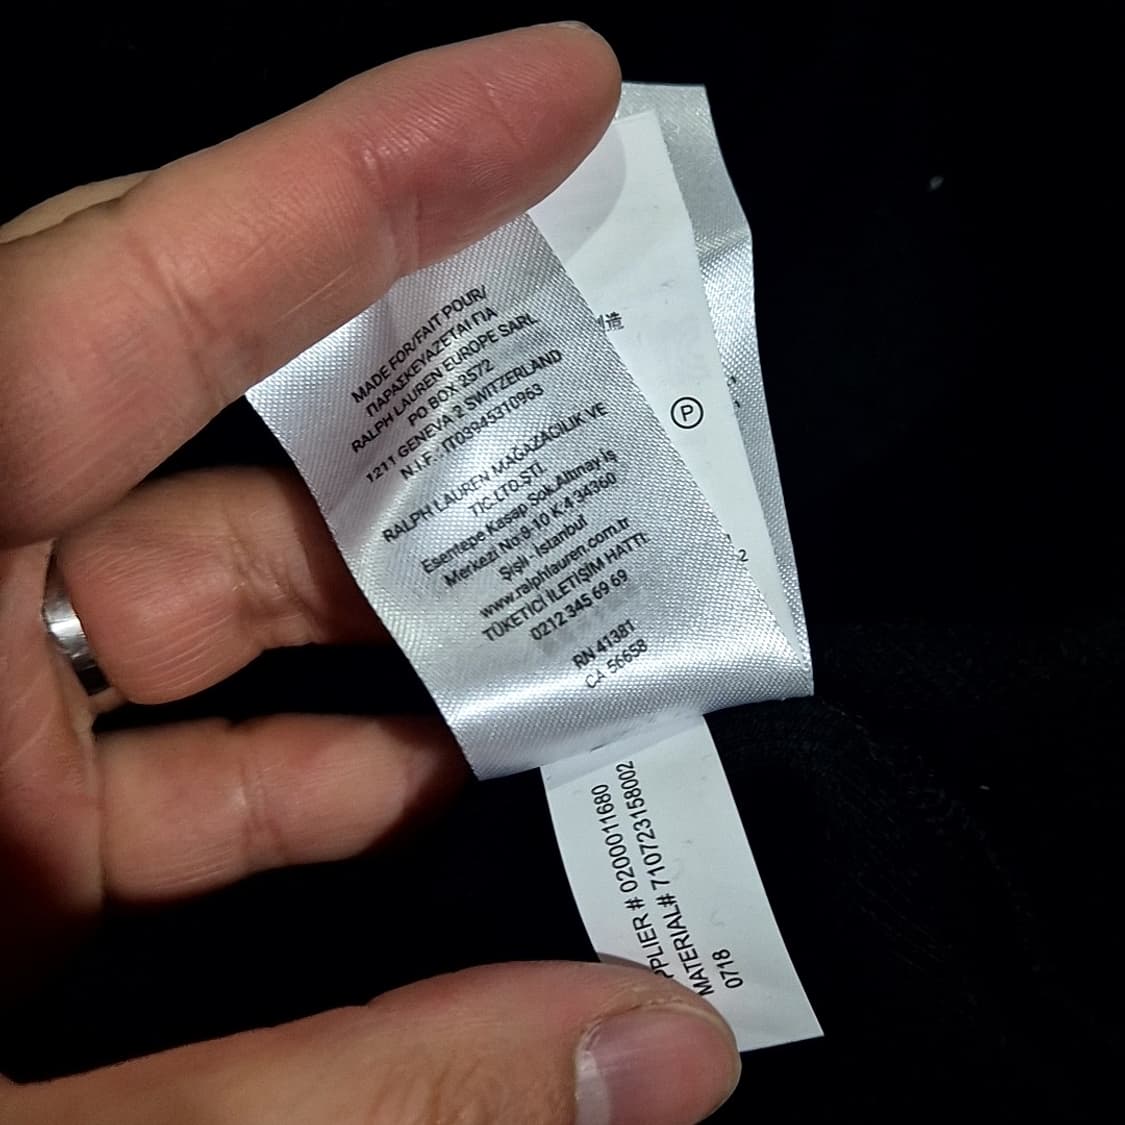 MADE FOR/FAIT POUR/
ΠΑΡΑΣΚΕΥΑΖΕΤΑΙ ΓΙΑ
RALPH LAUREN EUROPE SARL
PO BOX 2572
1211 GENEVA 2 SWITZERLAND
N.I.F.: IT03945310963
RALPH LAUREN MAĞAZACILIK VE
TİC.LTD.ŞTİ.
Esentepe Kasap Sok.Altınay İş
Merkezi No:9-10 K:4 34360
Şişli - İstanbul
www.ralphlauren.com.tr
TÜKETİCİ İLETİŞİM HATTI:
0212 345 69 69
RN 41381
CA 56658
造
P
2
PPLIER # 0200011680
MATERIAL# 710723158002
0718